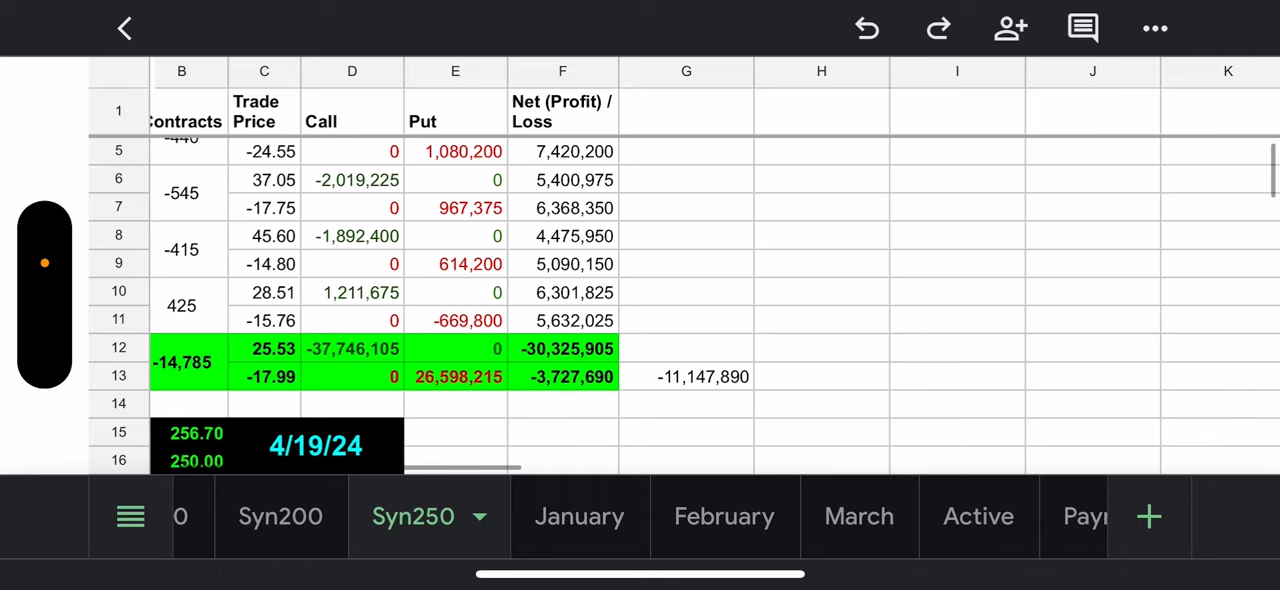 B C D E F G H I J K
1 Contracts Trade Price Call Put Net (Profit) / Loss
-440
5 -24.55 0 1,080,200 7,420,200
6 -545 37.05 -2,019,225 0 5,400,975
7 -17.75 0 967,375 6,368,350
8 -415 45.60 -1,892,400 0 4,475,950
9 -14.80 0 614,200 5,090,150
10 425 28.51 1,211,675 0 6,301,825
11 -15.76 0 -669,800 5,632,025
12 -14,785 25.53 -37,746,105 0 -30,325,905
13 -17.99 0 26,598,215 -3,727,690 -11,147,890
14
15 256.70 4/19/24
16 250.00
0 Syn200 Syn250 January February March Active Payr